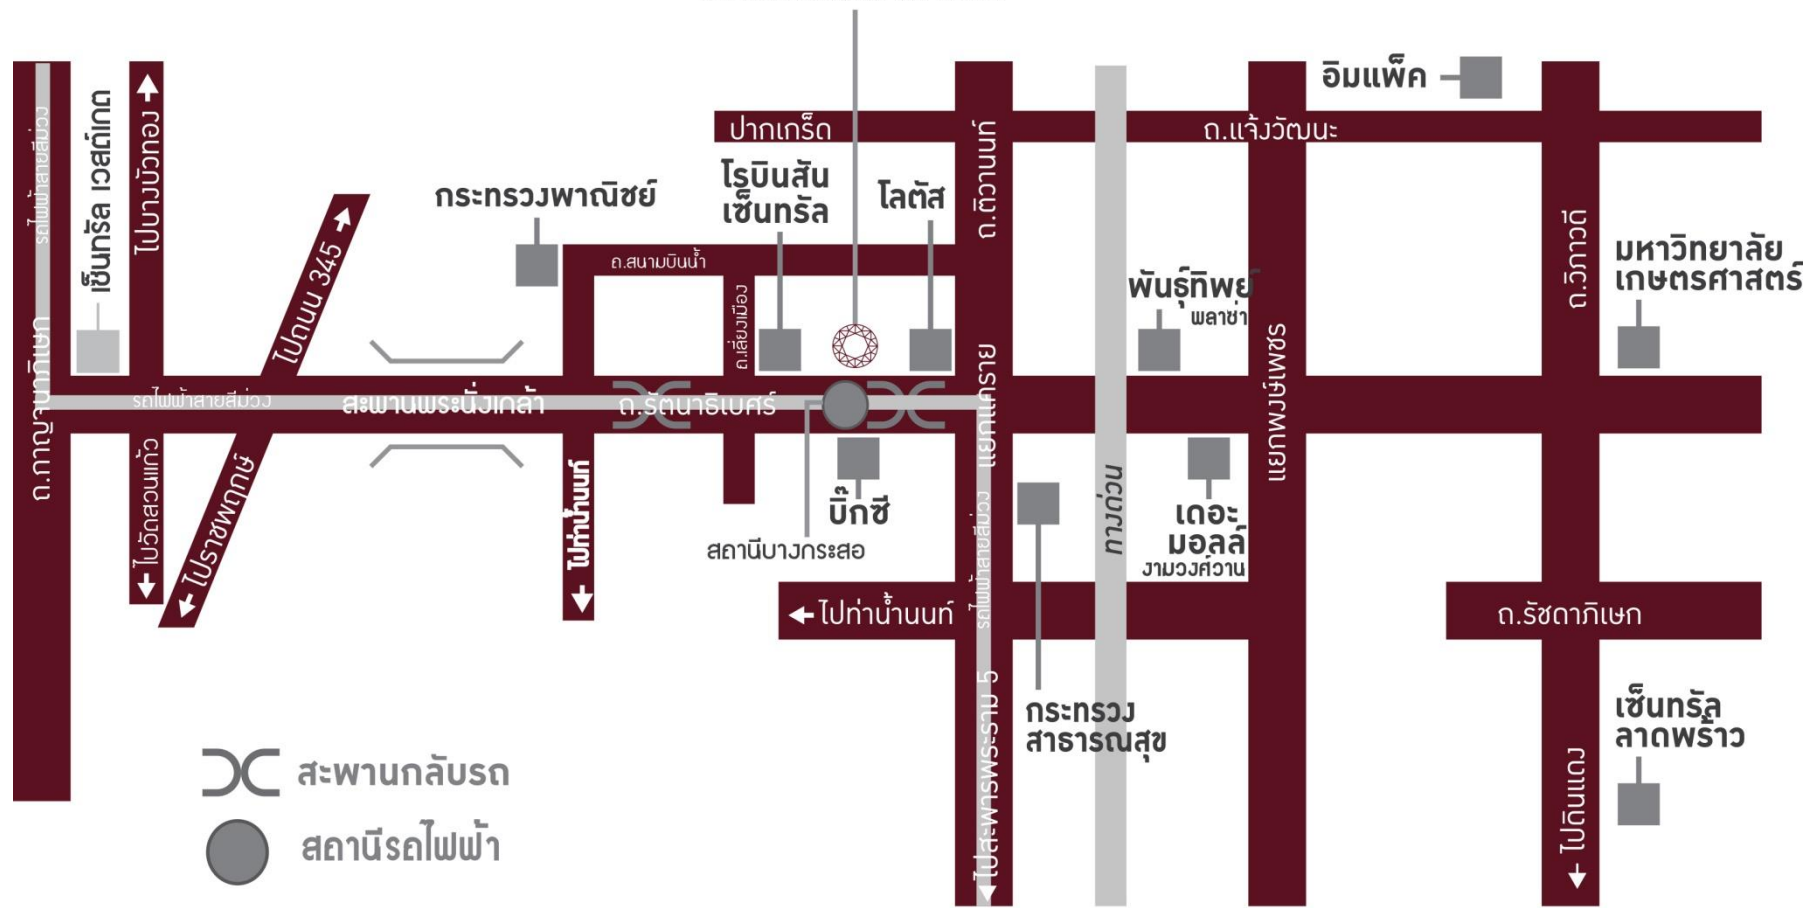 อิมแพ็ค
ปากเกร็ด
ถ.แจ้งวัฒนะ
รถไฟฟ้าสายสีม่วง
เซ็นทรัล เวสต์เกต
ไปบางบัวทอง
กระทรวงพาณิชย์
โรบินสัน
เซ็นทรัล
โลตัส
ถ.ติวานนท์
ถ.วิภาวดี
ไปถนน 345
ถ.สนามบินน้ำ
ถ.เลี่ยงเมือง
พันธุ์ทิพย์
พลาซ่า
มหาวิทยาลัย
เกษตรศาสตร์
ถ.กาญจนาภิเษก
รถไฟฟ้าสายสีม่วง
สะพานพระนั่งเกล้า
ถ.รัตนาธิเบศร์
แยกแคราย
แยกพงษ์เพชร
ไปวัดสวนแก้ว
ไปราชพฤกษ์
ไปท่าน้ำนนท์
บิ๊กซี
สถานีบางกระสอ
รถไฟฟ้าสายสีม่วง
ทางด่วน
เดอะ
มอลล์
งามวงศ์วาน
ไปท่าน้ำนนท์
ถ.รัชดาภิเษก
ไปสะพารพระราม 5
กระทรวง
สาธารณสุข
เซ็นทรัล
ลาดพร้าว
ไปดินแดง
สะพานกลับรถ
สถานีรถไฟฟ้า